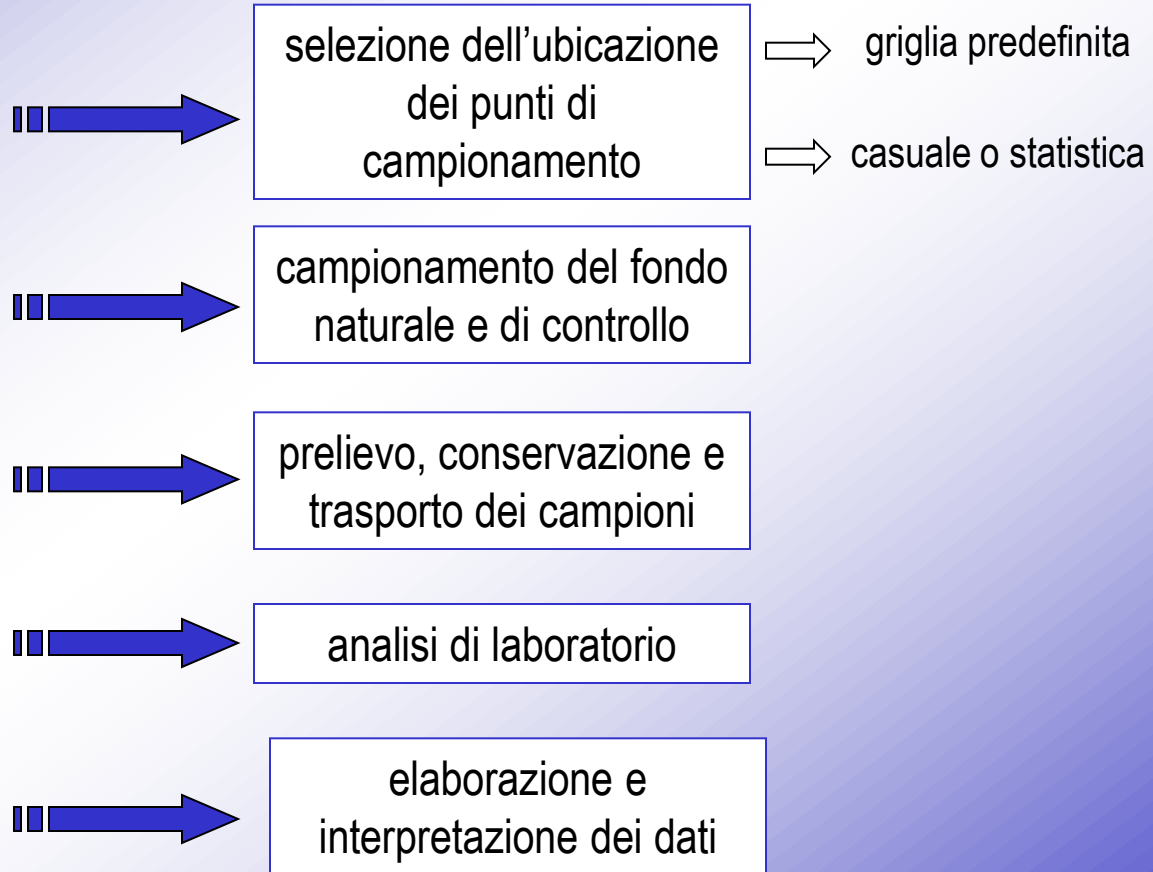 selezione dell’ubicazione
dei punti di
campionamento
griglia predefinita
casuale o statistica
campionamento del fondo
naturale e di controllo
prelievo, conservazione e
trasporto dei campioni
analisi di laboratorio
elaborazione e
interpretazione dei dati